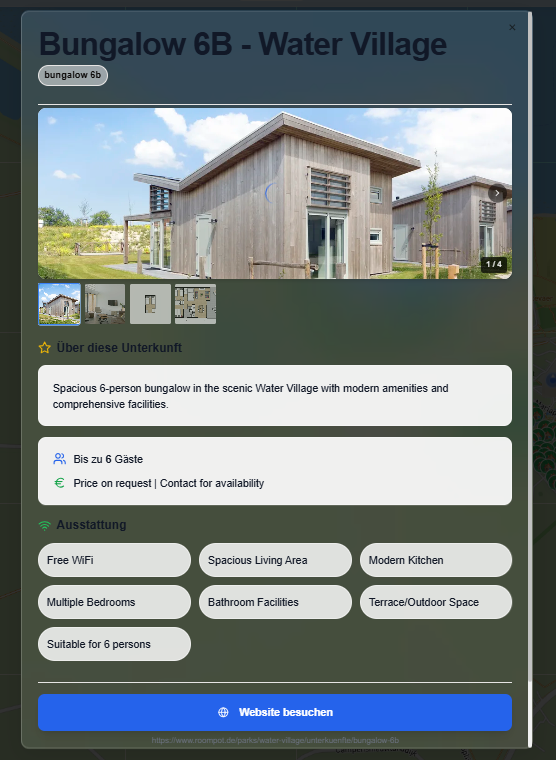 ×
Bungalow 6B - Water Village
bungalow 6b
1 / 4
Über diese Unterkunft
Spacious 6-person bungalow in the scenic Water Village with modern amenities and
comprehensive facilities.
Bis zu 6 Gäste
Price on request | Contact for availability
Ausstattung
Free WiFi
Spacious Living Area
Modern Kitchen
Multiple Bedrooms
Bathroom Facilities
Terrace/Outdoor Space
Suitable for 6 persons
Website besuchen
https://www.roompot.de/parks/water-village/unterkuenfte/bungalow-6b